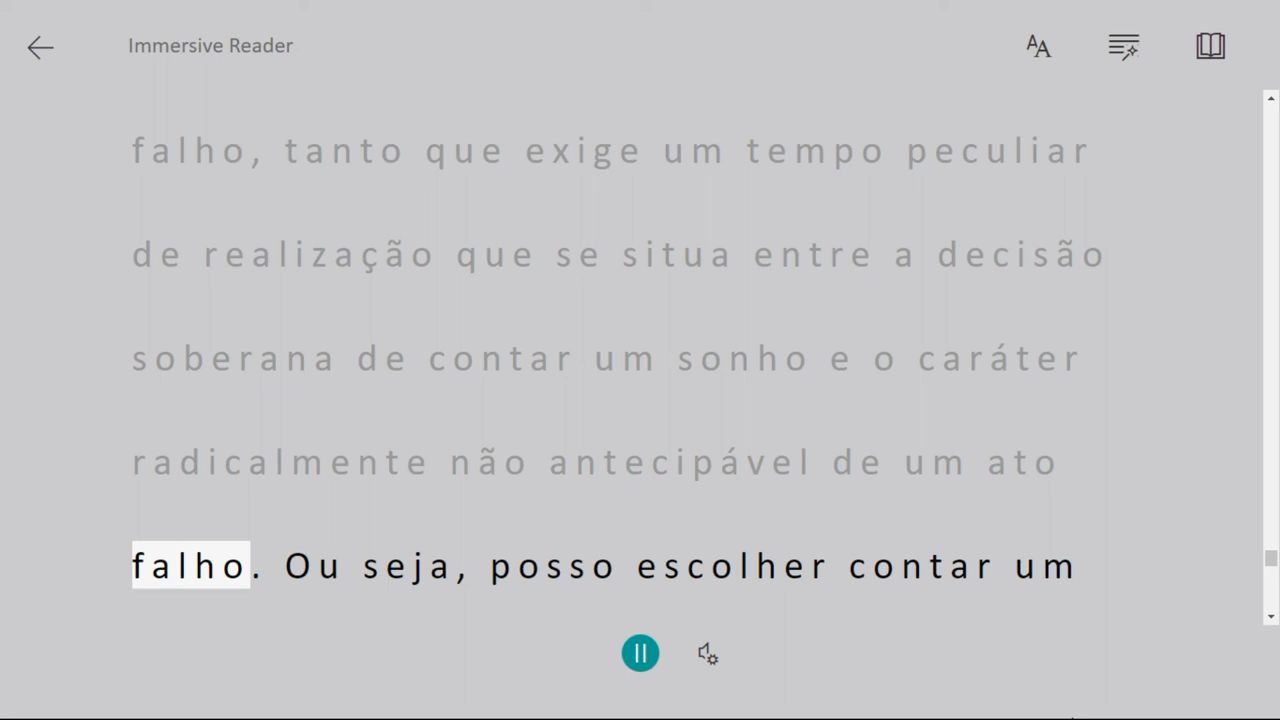 Immersive Reader
falho, tanto que exige um tempo peculiar
de realização que se situa entre a decisão
soberana de contar um sonho e o caráter
radicalmente não antecipável de um ato
falho. Ou seja, posso escolher contar um